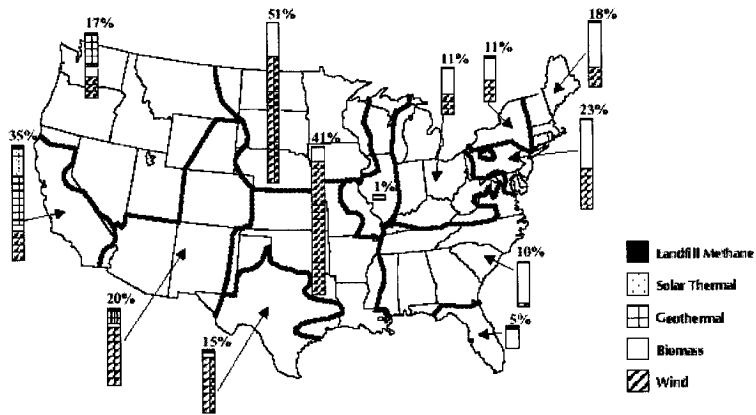 17%
51%
18%
11%
11%
23%
35%
41%
1%
10%
20%
15%
5%
Landfill Methane
Solar Thermal
Geothermal
Biomass
Wind